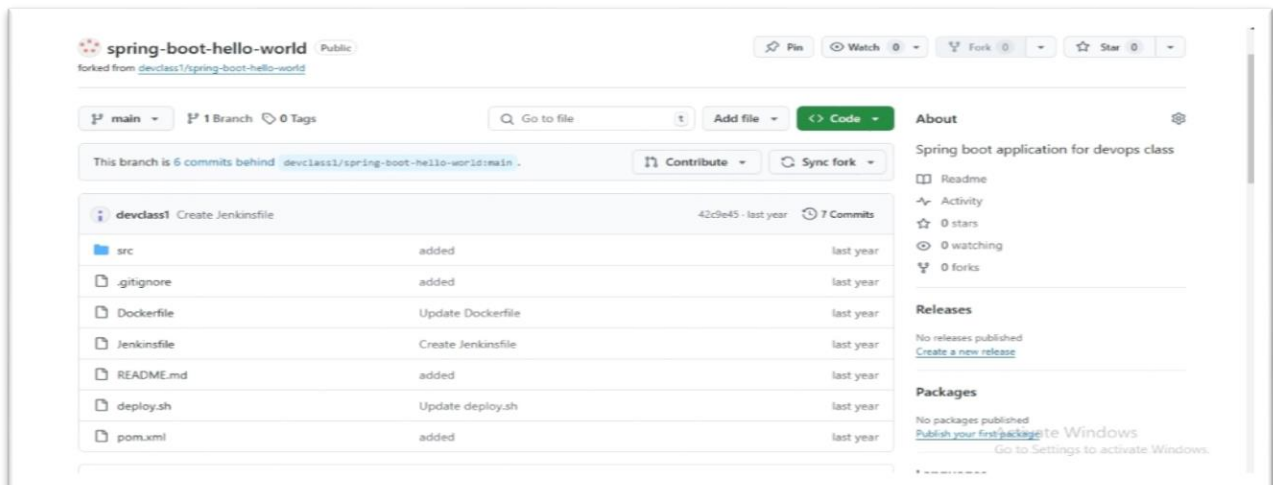 spring-boot-hello-world Public
Pin Watch 0 Fork 0 Star 0
forked from devclass1/spring-boot-hello-world
main 1 Branch 0 Tags Go to file t Add file <> Code
This branch is 6 commits behind devclass1/spring-boot-hello-world:main .
Contribute Sync fork
devclass1 Create Jenkinsfile 42c9e45 · last year 7 Commits
src added last year
.gitignore added last year
Dockerfile Update Dockerfile last year
Jenkinsfile Create Jenkinsfile last year
README.md added last year
deploy.sh Update deploy.sh last year
pom.xml added last year
About
Spring boot application for devops class
Readme
Activity
0 stars
0 watching
0 forks
Releases
No releases published
Create a new release
Packages
No packages published
Publish your first package
Activate Windows
Go to Settings to activate Windows.